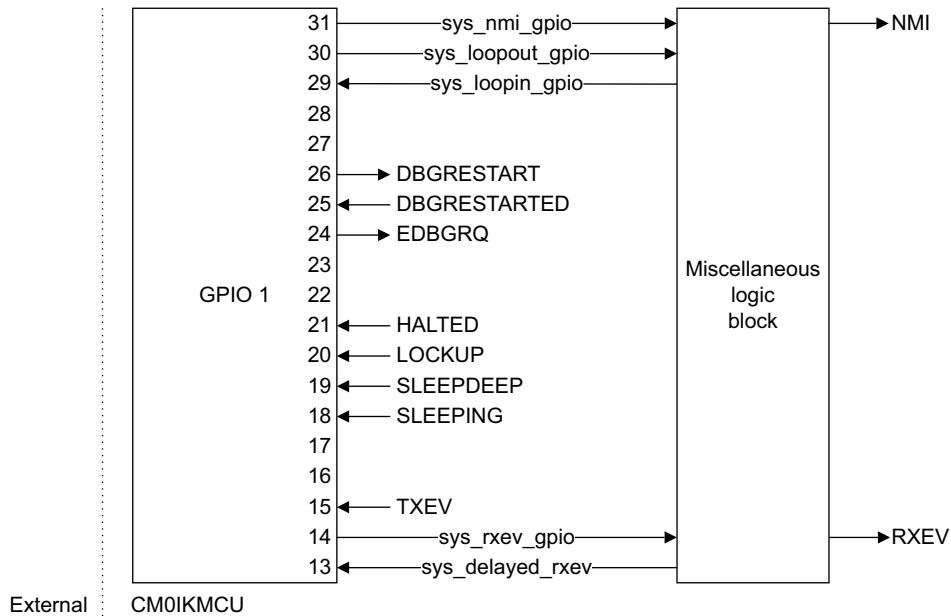 31 sys_nmi_gpio NMI
30 sys_loopout_gpio
29 sys_loopin_gpio
28
27
26 DBGRESTART
25 DBGRESTARTED
24 EDBGRQ
23
Miscellaneous
GPIO 1 22 logic
block
21 HALTED
20 LOCKUP
19 SLEEPDEEP
18 SLEEPING
17
16
15 TXEV
14 sys_rxev_gpio RXEV
13 sys_delayed_rxev
External CM0IKMCU